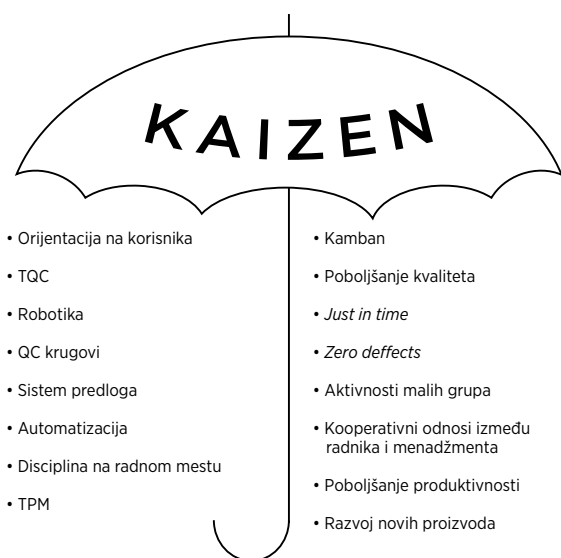 KAIZEN
• Orijentacija na korisnika
• TQC
• Robotika
• QC krugovi
• Sistem predloga
• Automatizacija
• Disciplina na radnom mestu
• TPM
• Kamban
• Poboljšanje kvaliteta
• Just in time
• Zero deffects
• Aktivnosti malih grupa
• Kooperativni odnosi između
radnika i menadžmenta
• Poboljšanje produktivnosti
• Razvoj novih proizvoda